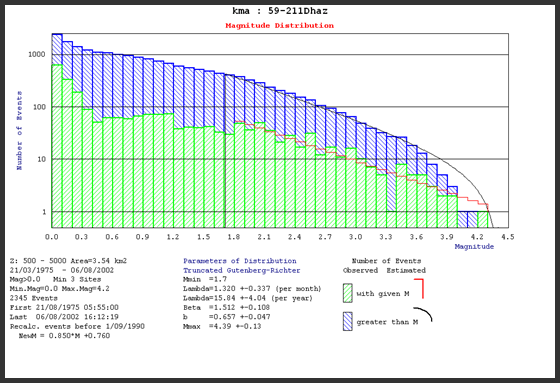 kma : 59-211Dhaz
Magnitude Distribution
Number of Events
1000
100
10
1
0.0 0.3 0.6 0.9 1.2 1.5 1.8 2.1 2.4 2.7 3.0 3.3 3.6 3.9 4.2 4.5
Magnitude
Z: 500 - 5000 Area=3.54 km2
21/03/1975 - 06/08/2002
Mag>0.0 Min 3 Sites
Min.Mag=0.0 Mag.Max=4.2
2345 Events
First 21/08/1975 05:55:00
Last 06/08/2002 16:12:19
Recalc. events before 1/09/1990
NewM = 0.850*M +0.760
Parameters of Distribution
Truncated Gutenberg-Richter
Mmin =1.7
Lambda=1.320 +-0.337 (per month)
Lambda=15.84 +-4.04 (per year)
Beta =1.512 +-0.108
b =0.657 +-0.047
Mmax =4.39 +-0.13
Number of Events
Observed Estimated
with given M
greater than M